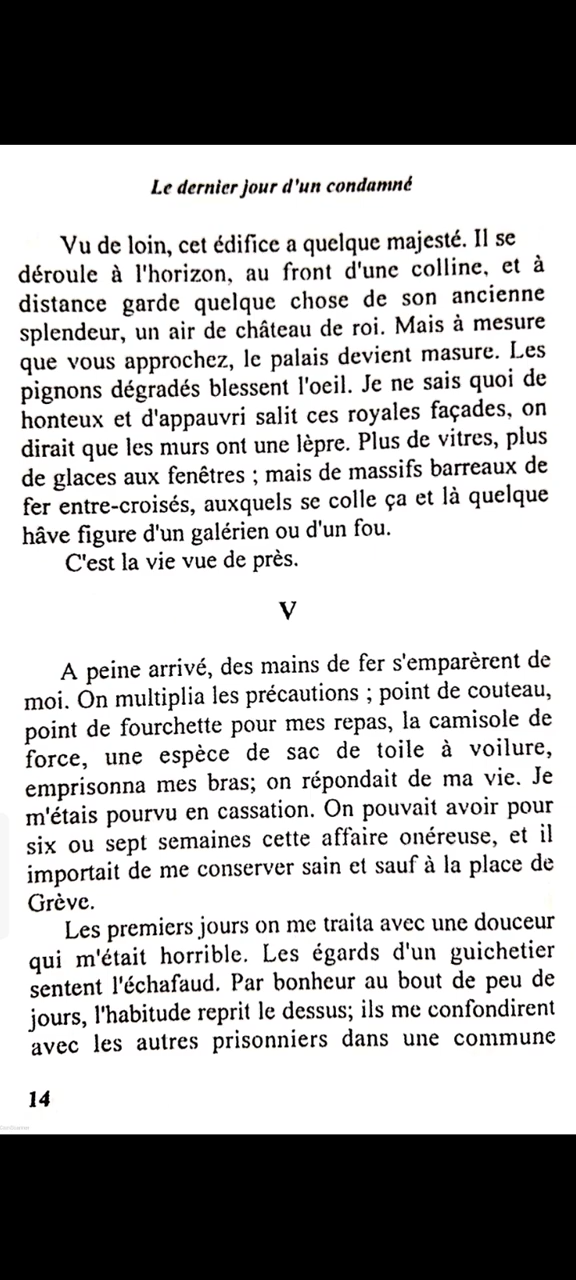 Le dernier jour d'un condamné
Vu de loin, cet édifice a quelque majesté. Il se
déroule à l'horizon, au front d'une colline, et à
distance garde quelque chose de son ancienne
splendeur, un air de château de roi. Mais à mesure
que vous approchez, le palais devient masure. Les
pignons dégradés blessent l'oeil. Je ne sais quoi de
honteux et d'appauvri salit ces royales façades, on
dirait que les murs ont une lèpre. Plus de vitres, plus
de glaces aux fenêtres ; mais de massifs barreaux de
fer entre-croisés, auxquels se colle ça et là quelque
hâve figure d'un galérien ou d'un fou.
C'est la vie vue de près.
V
A peine arrivé, des mains de fer s'emparèrent de
moi. On multiplia les précautions ; point de couteau,
point de fourchette pour mes repas, la camisole de
force, une espèce de sac de toile à voilure,
emprisonna mes bras; on répondait de ma vie. Je
m'étais pourvu en cassation. On pouvait avoir pour
six ou sept semaines cette affaire onéreuse, et il
importait de me conserver sain et sauf à la place de
Grève.
Les premiers jours on me traita avec une douceur
qui m'était horrible. Les égards d'un guichetier
sentent l'échafaud. Par bonheur au bout de peu de
jours, l'habitude reprit le dessus; ils me confondirent
avec les autres prisonniers dans une commune
14